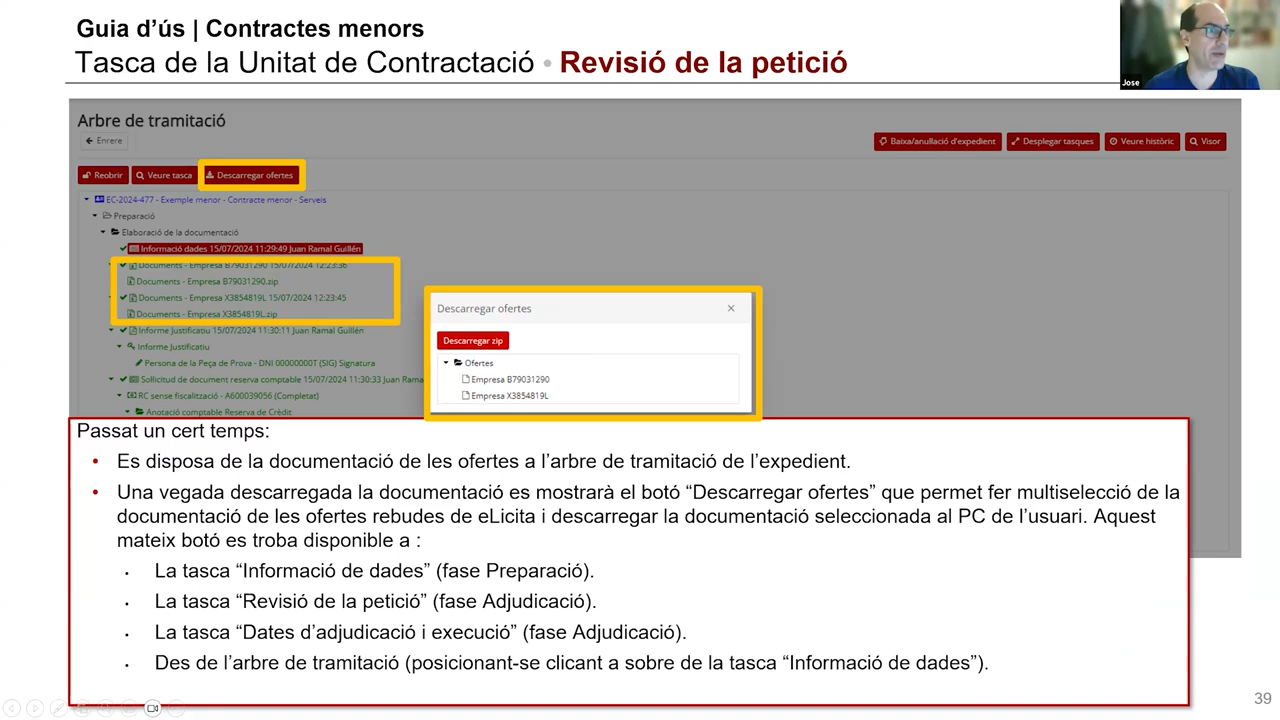 Guia d’ús | Contractes menors
Tasca de la Unitat de Contractació • Revisió de la petició
Jose
Arbre de tramitació
Enrere
Baixa/anul·lació d'expedient
Desplegar tasques
Veure històric
Visor
Reobrir
Veure tasca
Descarregar ofertes
EC-2024-477 - Exemple menor - Contracte menor - Serveis
Preparació
Elaboració de la documentació
Informació dades 15/07/2024 11:29:49 Juan Ramal Guillén
Documents - Empresa B79031290 15/07/2024 12:23:36
Documents - Empresa B79031290.zip
Documents - Empresa X3854819L 15/07/2024 12:23:45
Documents - Empresa X3854819L.zip
Informe Justificatiu 15/07/2024 11:30:11 Juan Ramal Guillén
Informe Justificatiu
Persona de la Peça de Prova - DNI 00000000T (SIG) Signatura
Sol·licitud de document reserva comptable 15/07/2024 11:30:33 Juan Rama
RC sense fiscalització - A600039056 (Completat)
Anotació comptable Reserva de Crèdit
Descarregar ofertes
Descarregar zip
Ofertes
Empresa B79031290
Empresa X3854819L
Passat un cert temps:
• Es disposa de la documentació de les ofertes a l’arbre de tramitació de l’expedient.
• Una vegada descarregada la documentació es mostrarà el botó “Descarregar ofertes” que permet fer multiselecció de la
documentació de les ofertes rebudes de eLicita i descarregar la documentació seleccionada al PC de l’usuari. Aquest
mateix botó es troba disponible a :
• La tasca “Informació de dades” (fase Preparació).
• La tasca “Revisió de la petició” (fase Adjudicació).
• La tasca “Dates d’adjudicació i execució” (fase Adjudicació).
• Des de l’arbre de tramitació (posicionant-se clicant a sobre de la tasca “Informació de dades”).
39